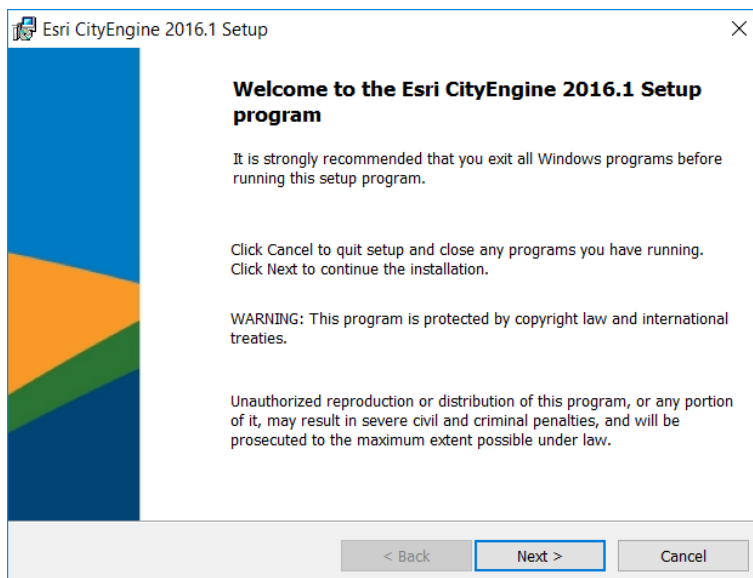 Esri CityEngine 2016.1 Setup
Welcome to the Esri CityEngine 2016.1 Setup
program
It is strongly recommended that you exit all Windows programs before
running this setup program.
Click Cancel to quit setup and close any programs you have running.
Click Next to continue the installation.
WARNING: This program is protected by copyright law and international
treaties.
Unauthorized reproduction or distribution of this program, or any portion
of it, may result in severe civil and criminal penalties, and will be
prosecuted to the maximum extent possible under law.
< Back Next > Cancel